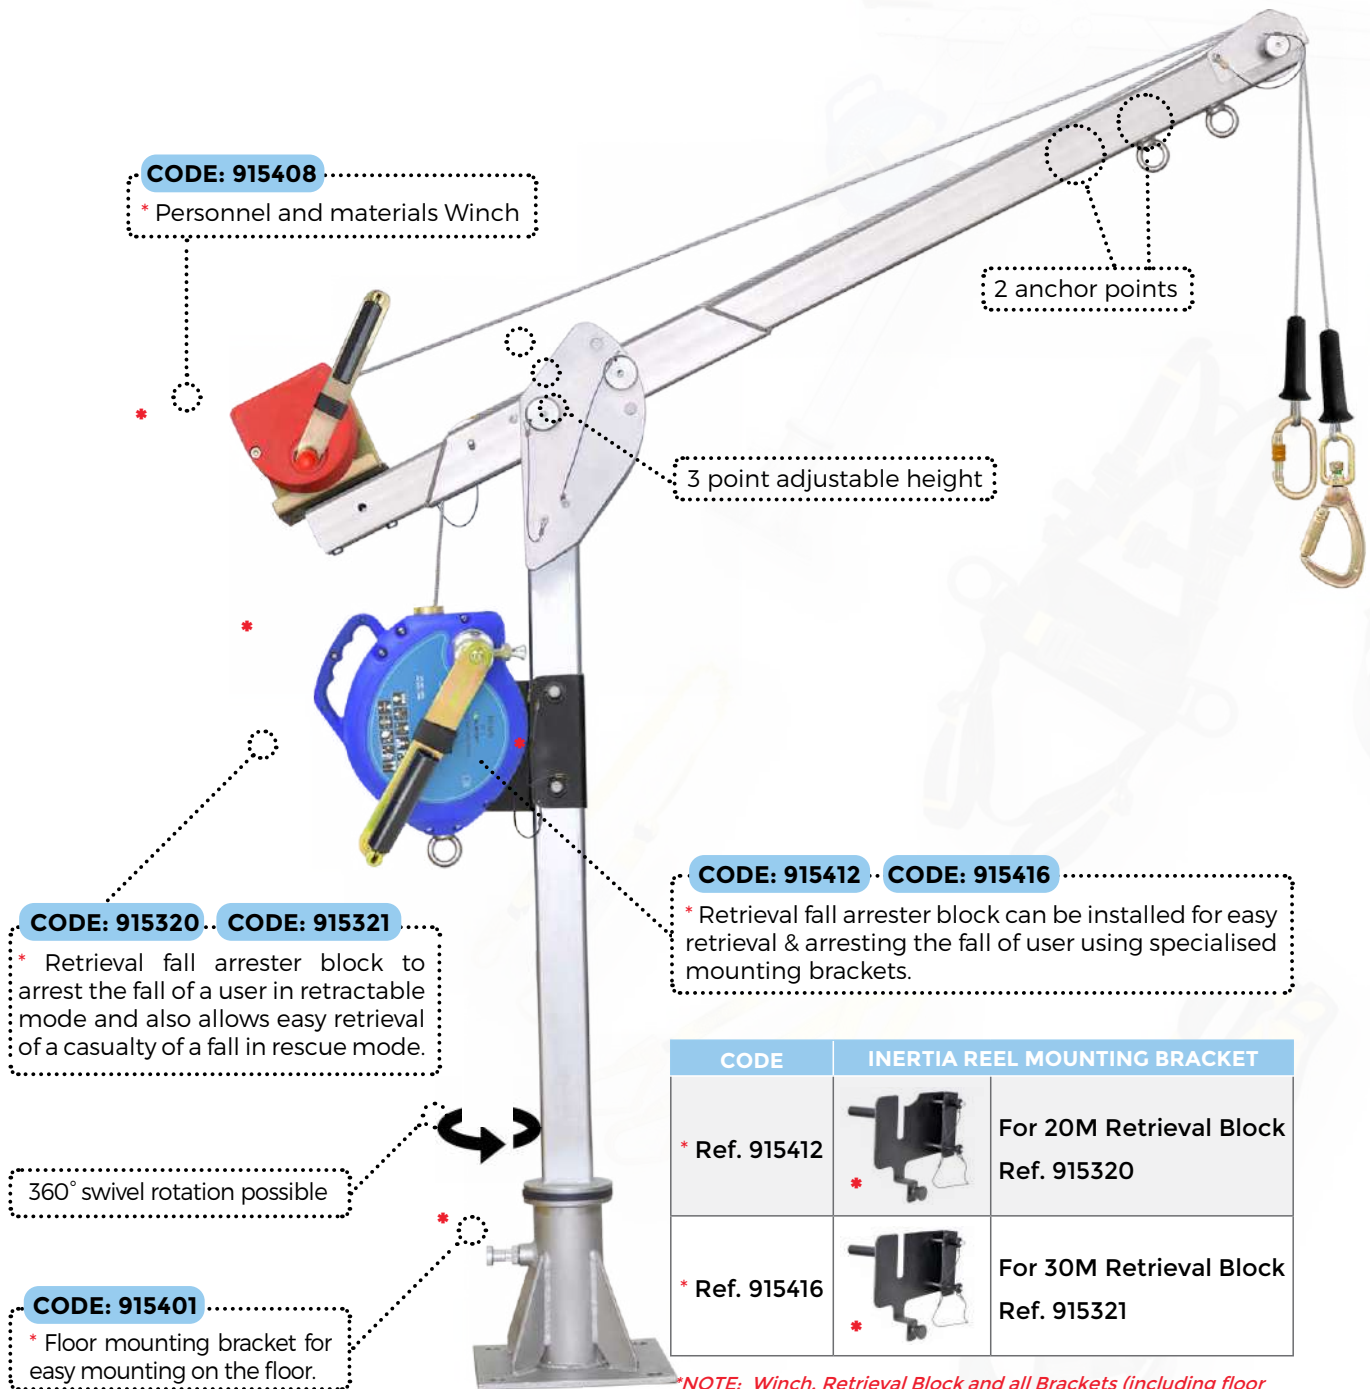 CODE: 915408
* Personnel and materials Winch
2 anchor points
3 point adjustable height
CODE: 915412 CODE: 915416
* Retrieval fall arrester block can be installed for easy
retrieval & arresting the fall of user using specialised
mounting brackets.
CODE: 915320 CODE: 915321
* Retrieval fall arrester block to
arrest the fall of a user in retractable
mode and also allows easy retrieval
of a casualty of a fall in rescue mode.
360° swivel rotation possible
CODE: 915401
* Floor mounting bracket for
easy mounting on the floor.
CODE INERTIA REEL MOUNTING BRACKET
* Ref. 915412
For 20M Retrieval Block
Ref. 915320
* Ref. 915416
For 30M Retrieval Block
Ref. 915321
*NOTE: Winch, Retrieval Block and all Brackets (including floor